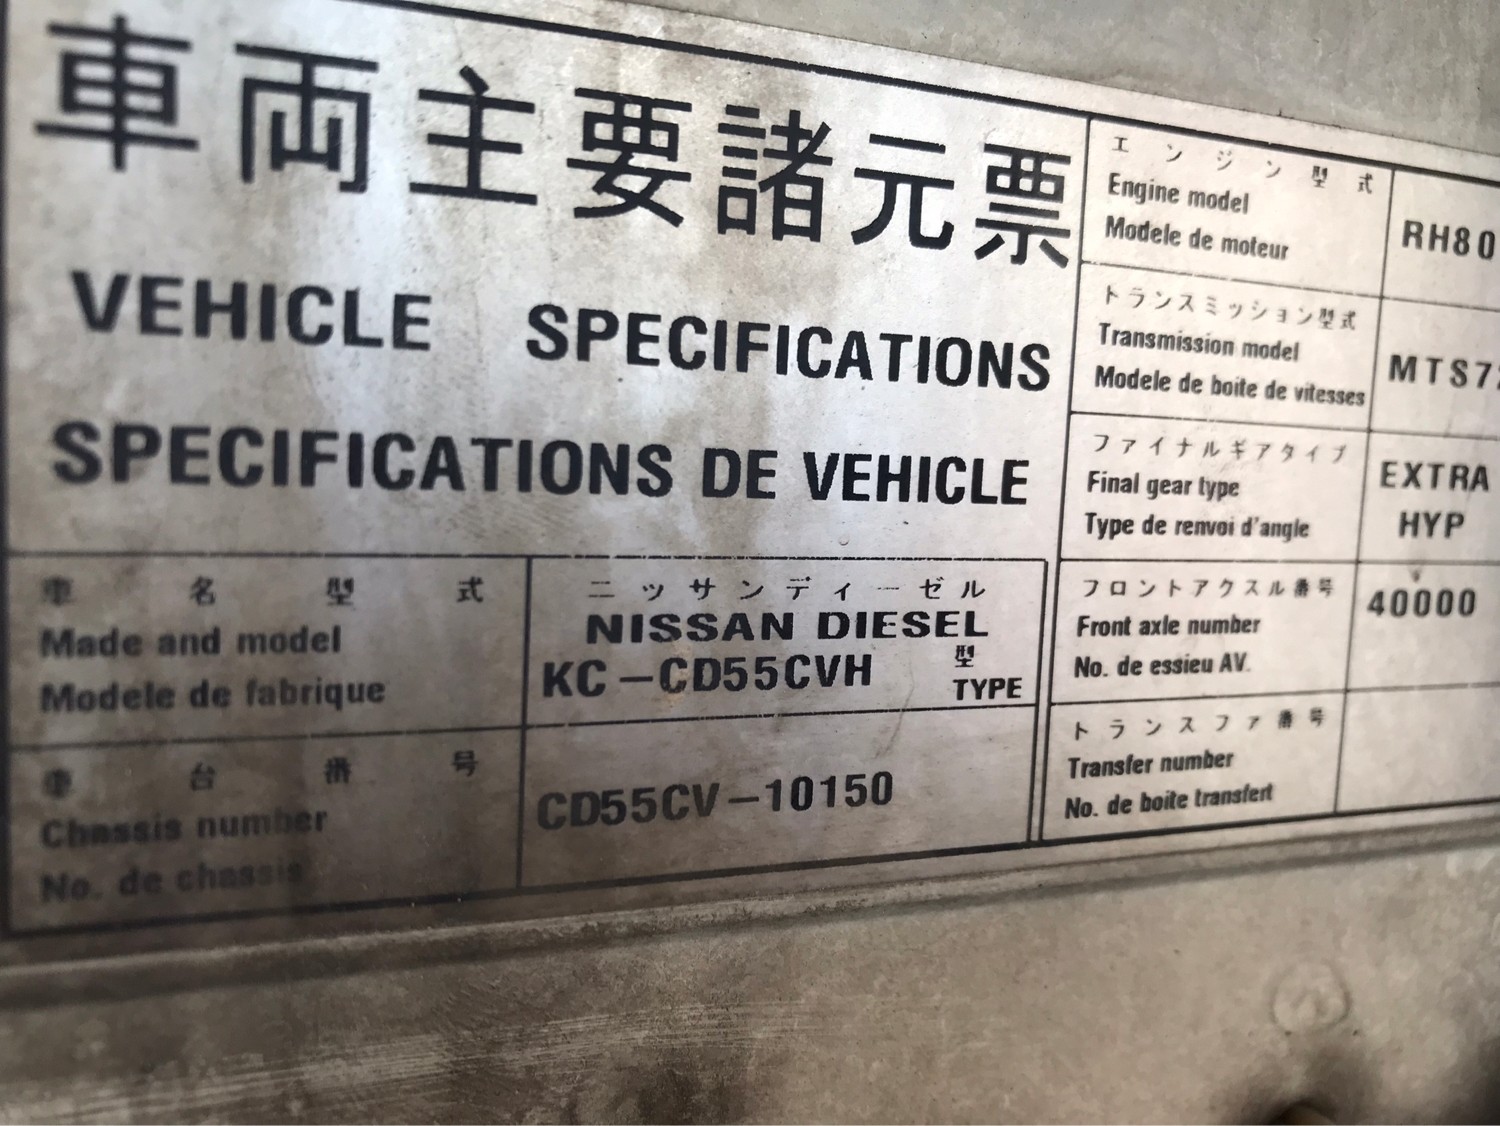 車両主要諸元票
VEHICLE SPECIFICATIONS
SPECIFICATIONS DE VEHICLE
車名型式
Made and model
Modele de fabrique
ニッサンディーゼル
NISSAN DIESEL
KC-CD55CVH 型
TYPE
車台番号
Chassis number
No. de chassis
CD55CV-10150
エンジン型式
Engine model
Modele de moteur
RH80
トランスミッション型式
Transmission model
Modele de boite de vitesses
MTS7
ファイナルギアタイプ
Final gear type
Type de renvoi d'angle
EXTRA
HYP
フロントアクスル番号
Front axle number
No. de essieu AV.
40000
トランスファ番号
Transfer number
No. de boite transfert